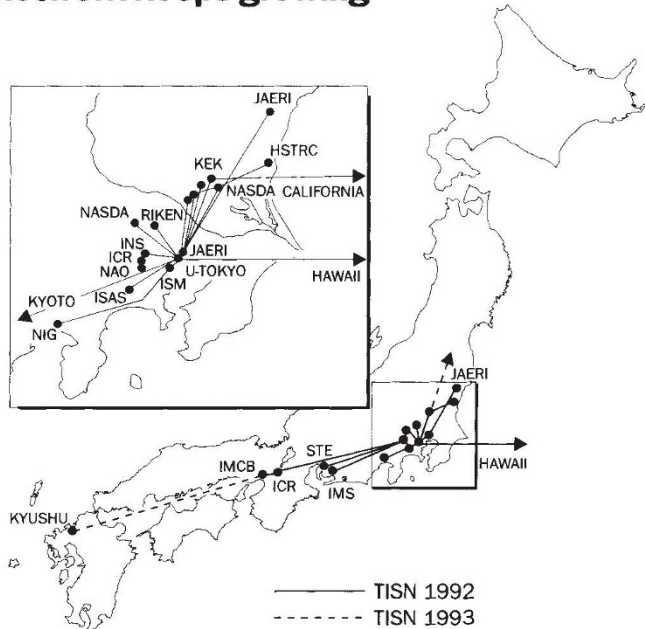 JAERI
HSTRC
KEK
NASDA CALIFORNIA
NASDA
RIKEN
INS
ICR
NAO
JAERI
U-TOKYO
HAWAII
ISM
ISAS
KYOTO
NIG
JAERI
HAWAII
STE
IMCB
ICR
IMS
KYUSHU
TISN 1992
TISN 1993